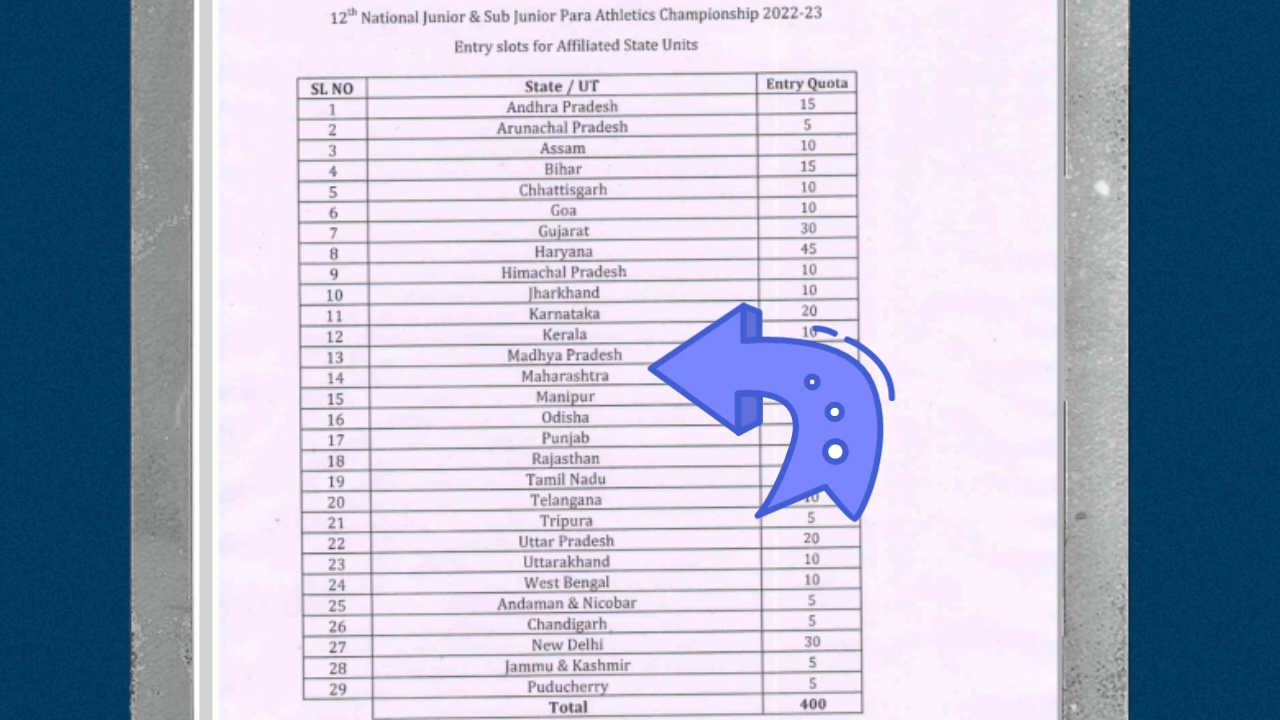 12th National Junior & Sub Junior Para Athletics Championship 2022-23
Entry slots for Affiliated State Units
SL NO State / UT Entry Quota
1 Andhra Pradesh 15
2 Arunachal Pradesh 5
3 Assam 10
4 Bihar 15
5 Chhattisgarh 10
6 Goa 10
7 Gujarat 30
8 Haryana 45
9 Himachal Pradesh 10
10 Jharkhand 10
11 Karnataka 20
12 Kerala 10
13 Madhya Pradesh
14 Maharashtra
15 Manipur
16 Odisha
17 Punjab
18 Rajasthan
19 Tamil Nadu
20 Telangana 10
21 Tripura 5
22 Uttar Pradesh 20
23 Uttarakhand 10
24 West Bengal 10
25 Andaman & Nicobar 5
26 Chandigarh 5
27 New Delhi 30
28 Jammu & Kashmir 5
29 Puducherry 5
Total 400